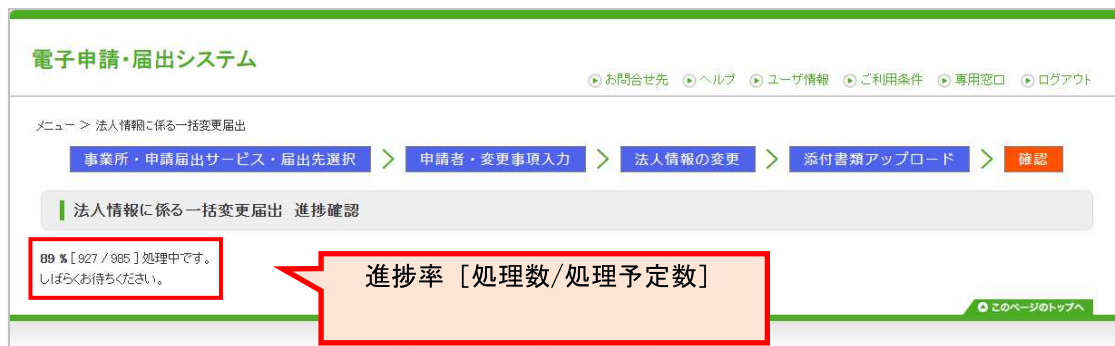 電子申請・届出システム
お問合せ先 ヘルプ ユーザ情報 ご利用条件 専用窓口 ログアウト
メニュー > 法人情報に係る一括変更届出
事業所・申請届出サービス・届出先選択 > 申請者・変更事項入力 > 法人情報の変更 > 添付書類アップロード > 確認
法人情報に係る一括変更届出 進捗確認
89 % [ 927 / 985 ] 処理中です。
しばらくお待ちください。
進捗率［処理数/処理予定数］
このページのトップへ